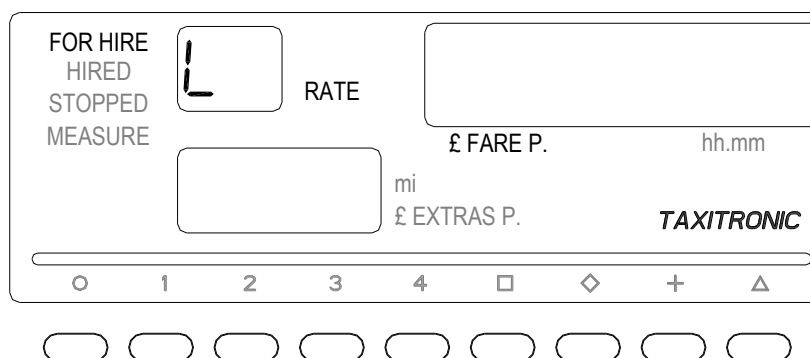 FOR HIRE
HIRED
STOPPED
MEASURE
L
RATE
£ FARE P.
hh.mm
mi
£ EXTRAS P.
TAXITRONIC
1 2 3 4